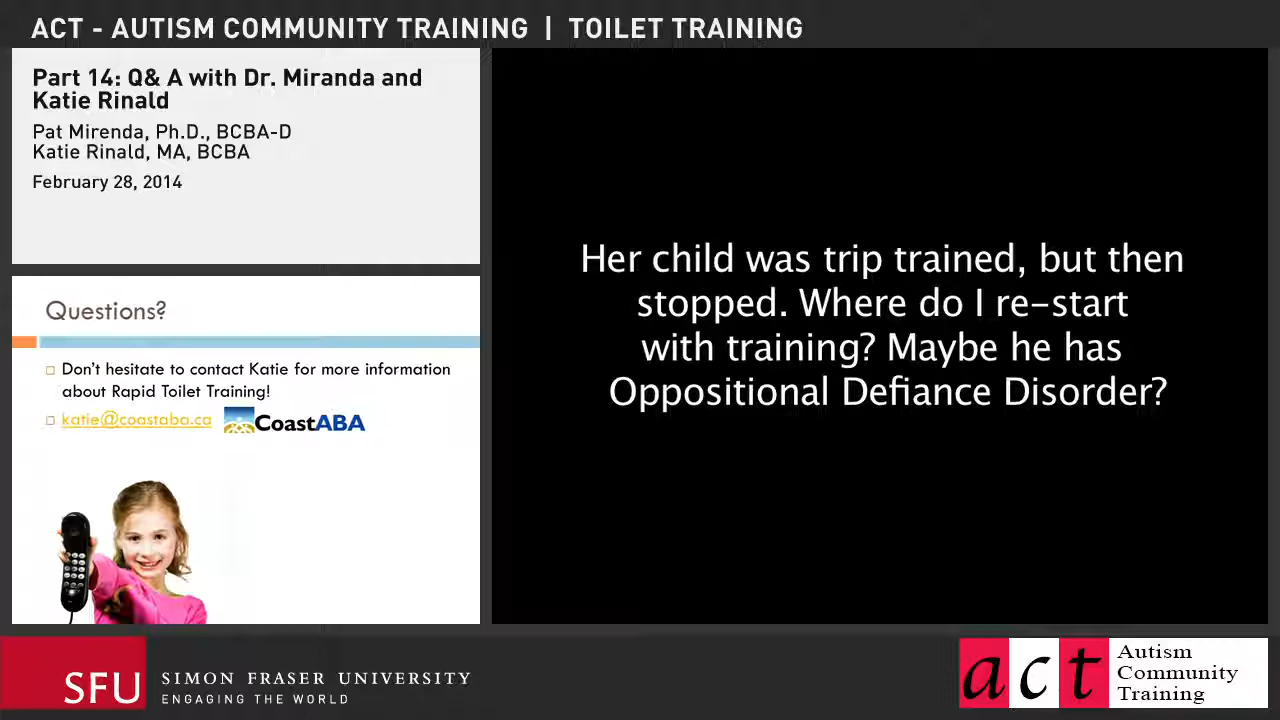 ACT - AUTISM COMMUNITY TRAINING | TOILET TRAINING
Part 14: Q& A with Dr. Miranda and
Katie Rinald
Pat Mirenda, Ph.D., BCBA-D
Katie Rinald, MA, BCBA
February 28, 2014
Questions?
Don't hesitate to contact Katie for more information
about Rapid Toilet Training!
katie@coastaba.ca CoastABA
Her child was trip trained, but then
stopped. Where do I re-start
with training? Maybe he has
Oppositional Defiance Disorder?
SFU
SIMON FRASER UNIVERSITY
ENGAGING THE WORLD
act
Autism
Community
Training